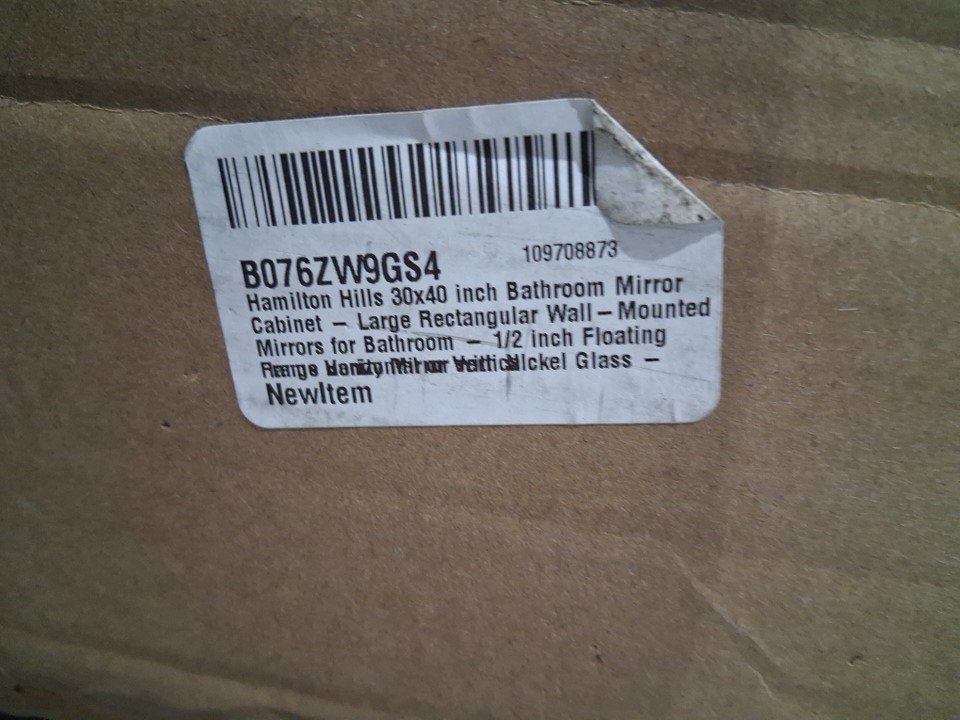 B076ZW9GS4
109708873
Hamilton Hills 30x40 inch Bathroom Mirror
Cabinet – Large Rectangular Wall–Mounted
Mirrors for Bathroom – 1/2 inch Floating
Glass –
NewItem